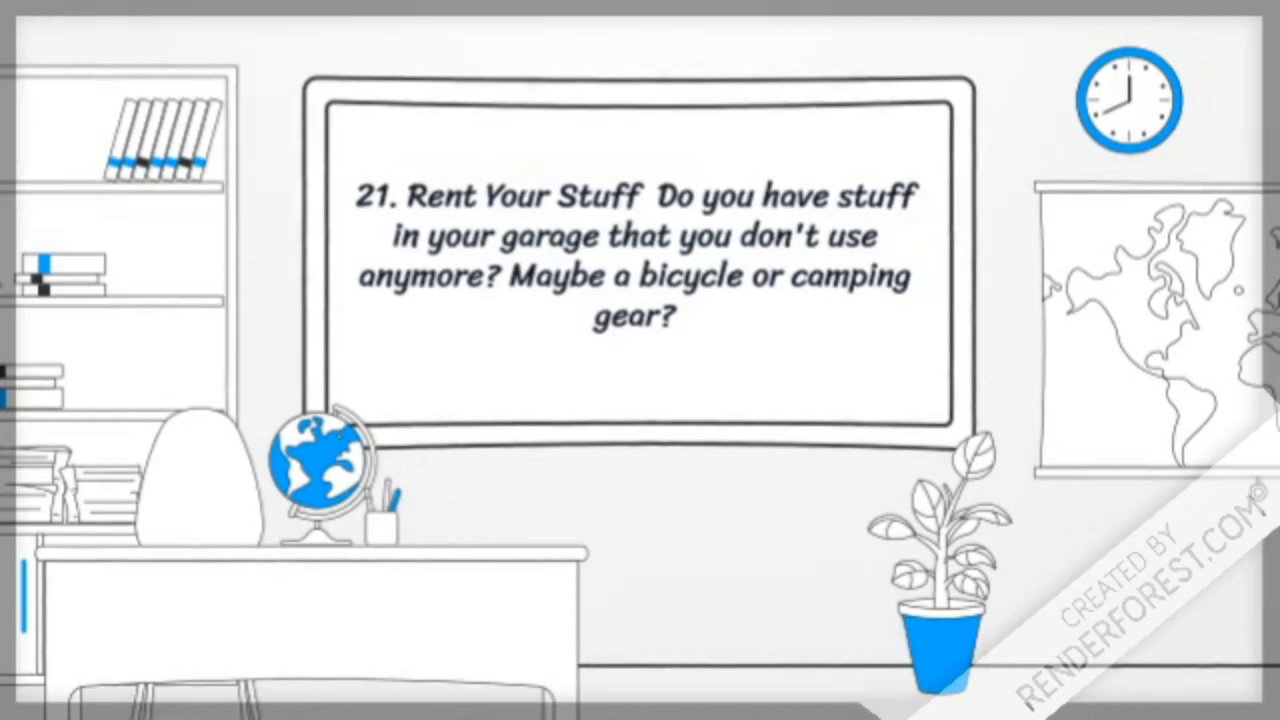 21. Rent Your Stuff  Do you have stuff
in your garage that you don't use
anymore? Maybe a bicycle or camping
gear?
CREATED BY
RENDERFOREST.COM®